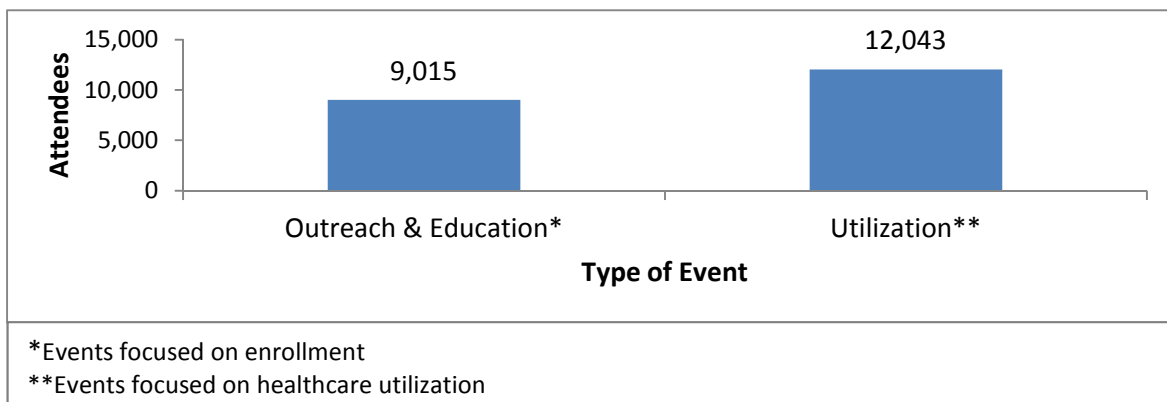 15,000
10,000
5,000
0
Attendees
9,015
12,043
Outreach & Education*
Utilization**
Type of Event
*Events focused on enrollment
**Events focused on healthcare utilization